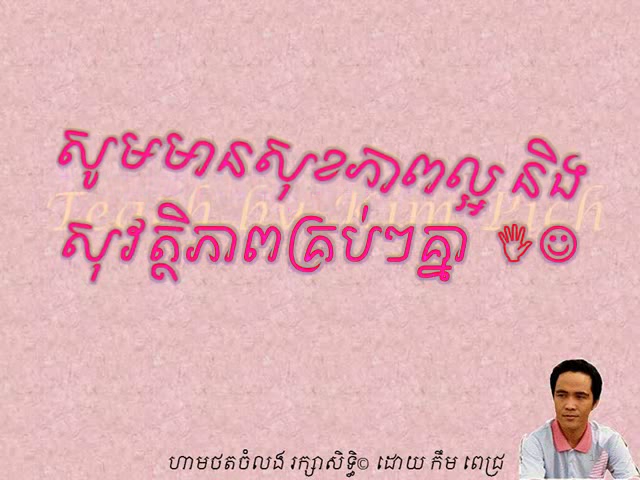 សូមមានសុខភាពល្អ និង
Teach by Kim Pich
សុវត្ថិភាពគ្រប់ៗគ្នា 🖐☺
ហាមថតចំលង រក្សាសិទ្ធិ© ដោយ កឹម ពេជ្រ